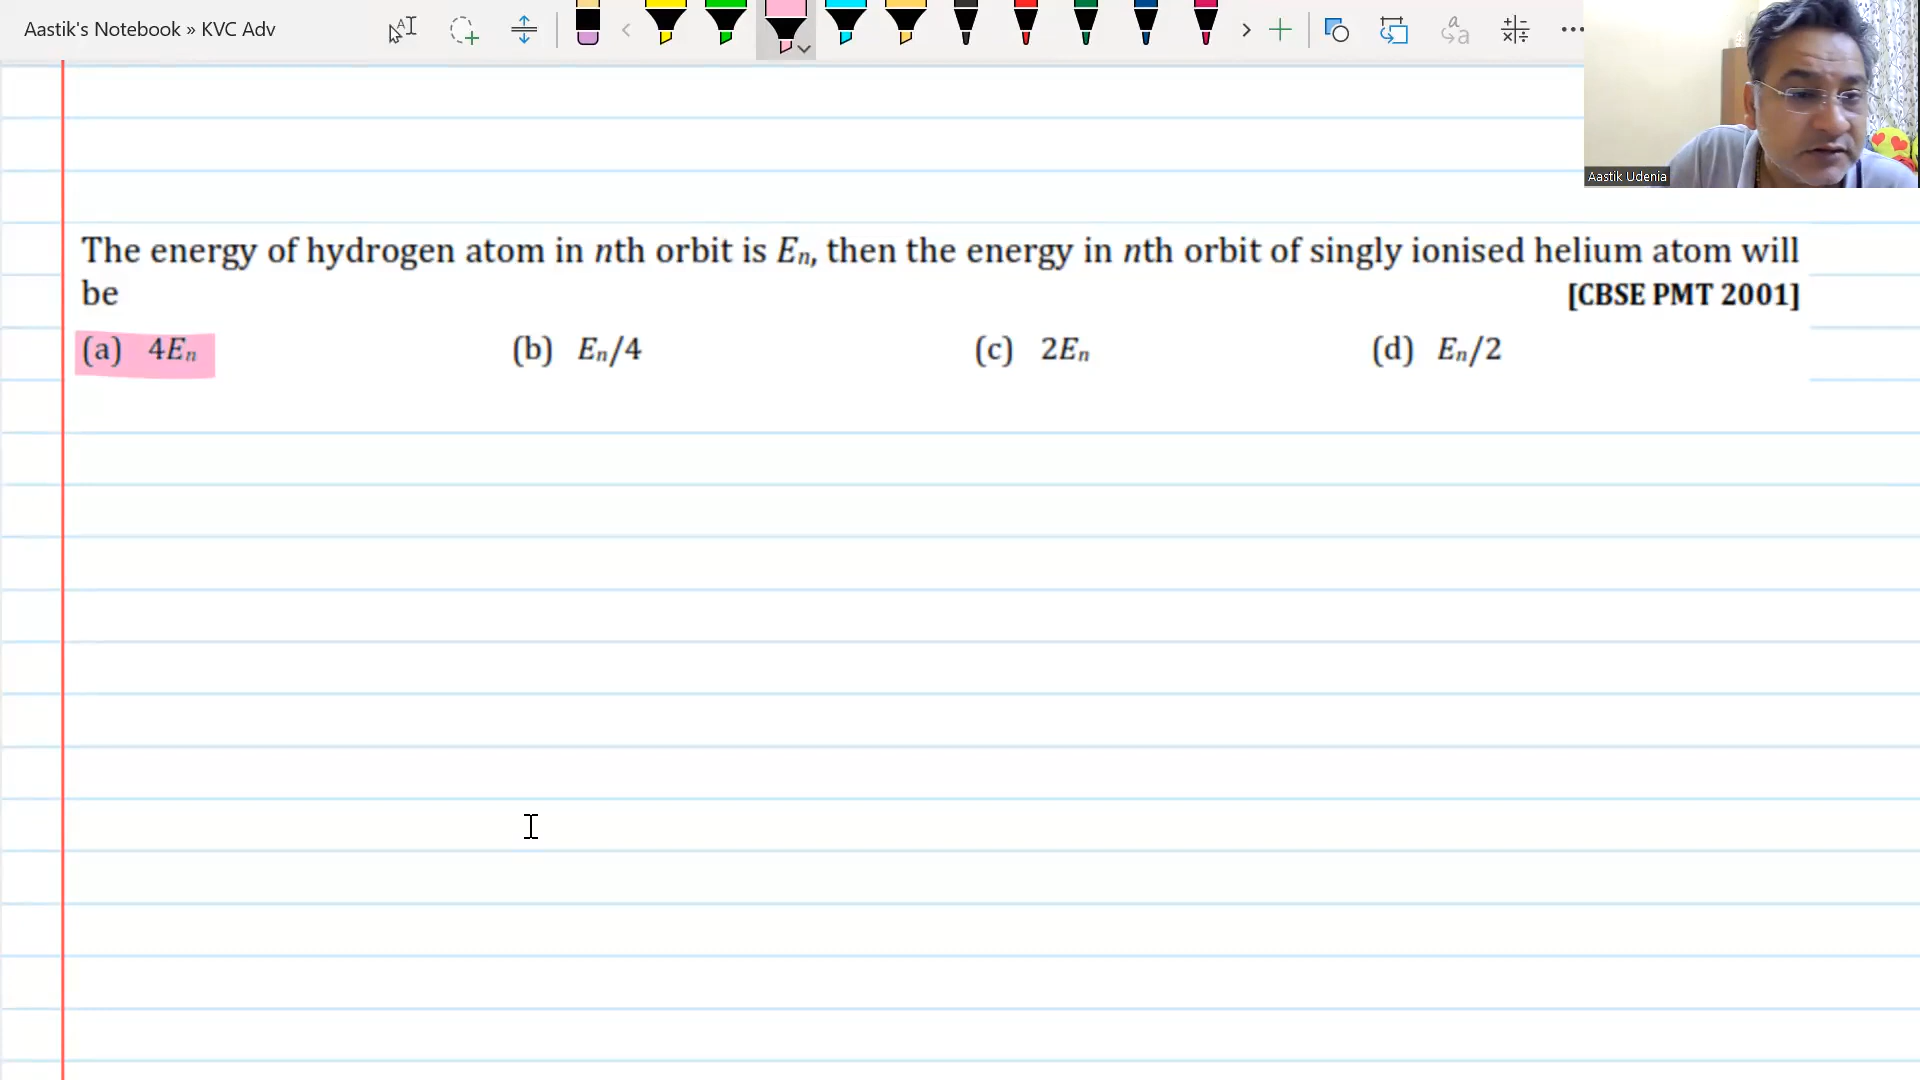 Aastik's Notebook » KVC Adv
Aastik Udenia
The energy of hydrogen atom in nth orbit is Eₙ, then the energy in nth orbit of singly ionised helium atom will
be [CBSE PMT 2001]
(a) 4Eₙ (b) Eₙ/4 (c) 2Eₙ (d) Eₙ/2